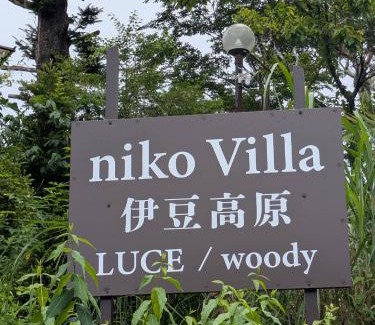 niko Villa
伊豆高原
LUCE / woody